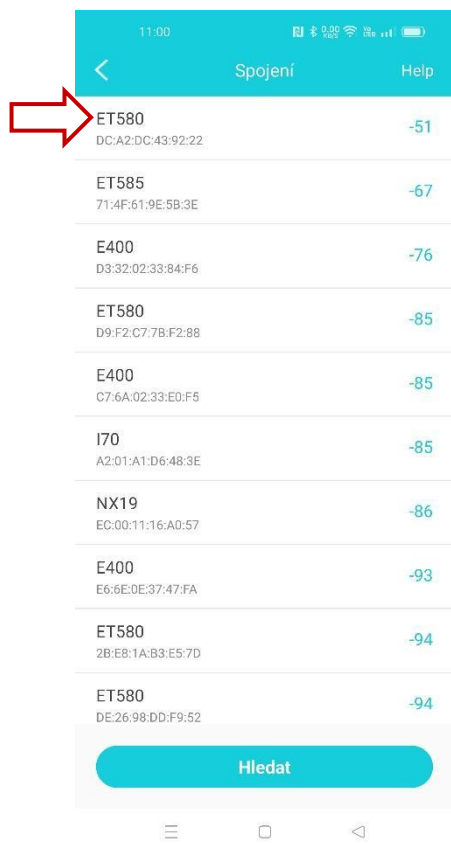 11:00
0.00 KB/S
Spojení
Help
ET580
-51
DC:A2:DC:43:92:22
ET585
-67
71:4F:61:9E:5B:3E
E400
-76
D3:32:02:33:84:F6
ET580
-85
D9:F2:C7:7B:F2:88
E400
-85
C7:6A:02:33:E0:F5
I70
-85
A2:01:A1:D6:48:3E
NX19
-86
EC:00:11:16:A0:57
E400
-93
E6:6E:0E:37:47:FA
ET580
-94
2B:E8:1A:B3:E5:7D
ET580
-94
DE:26:98:DD:F9:52
Hledat